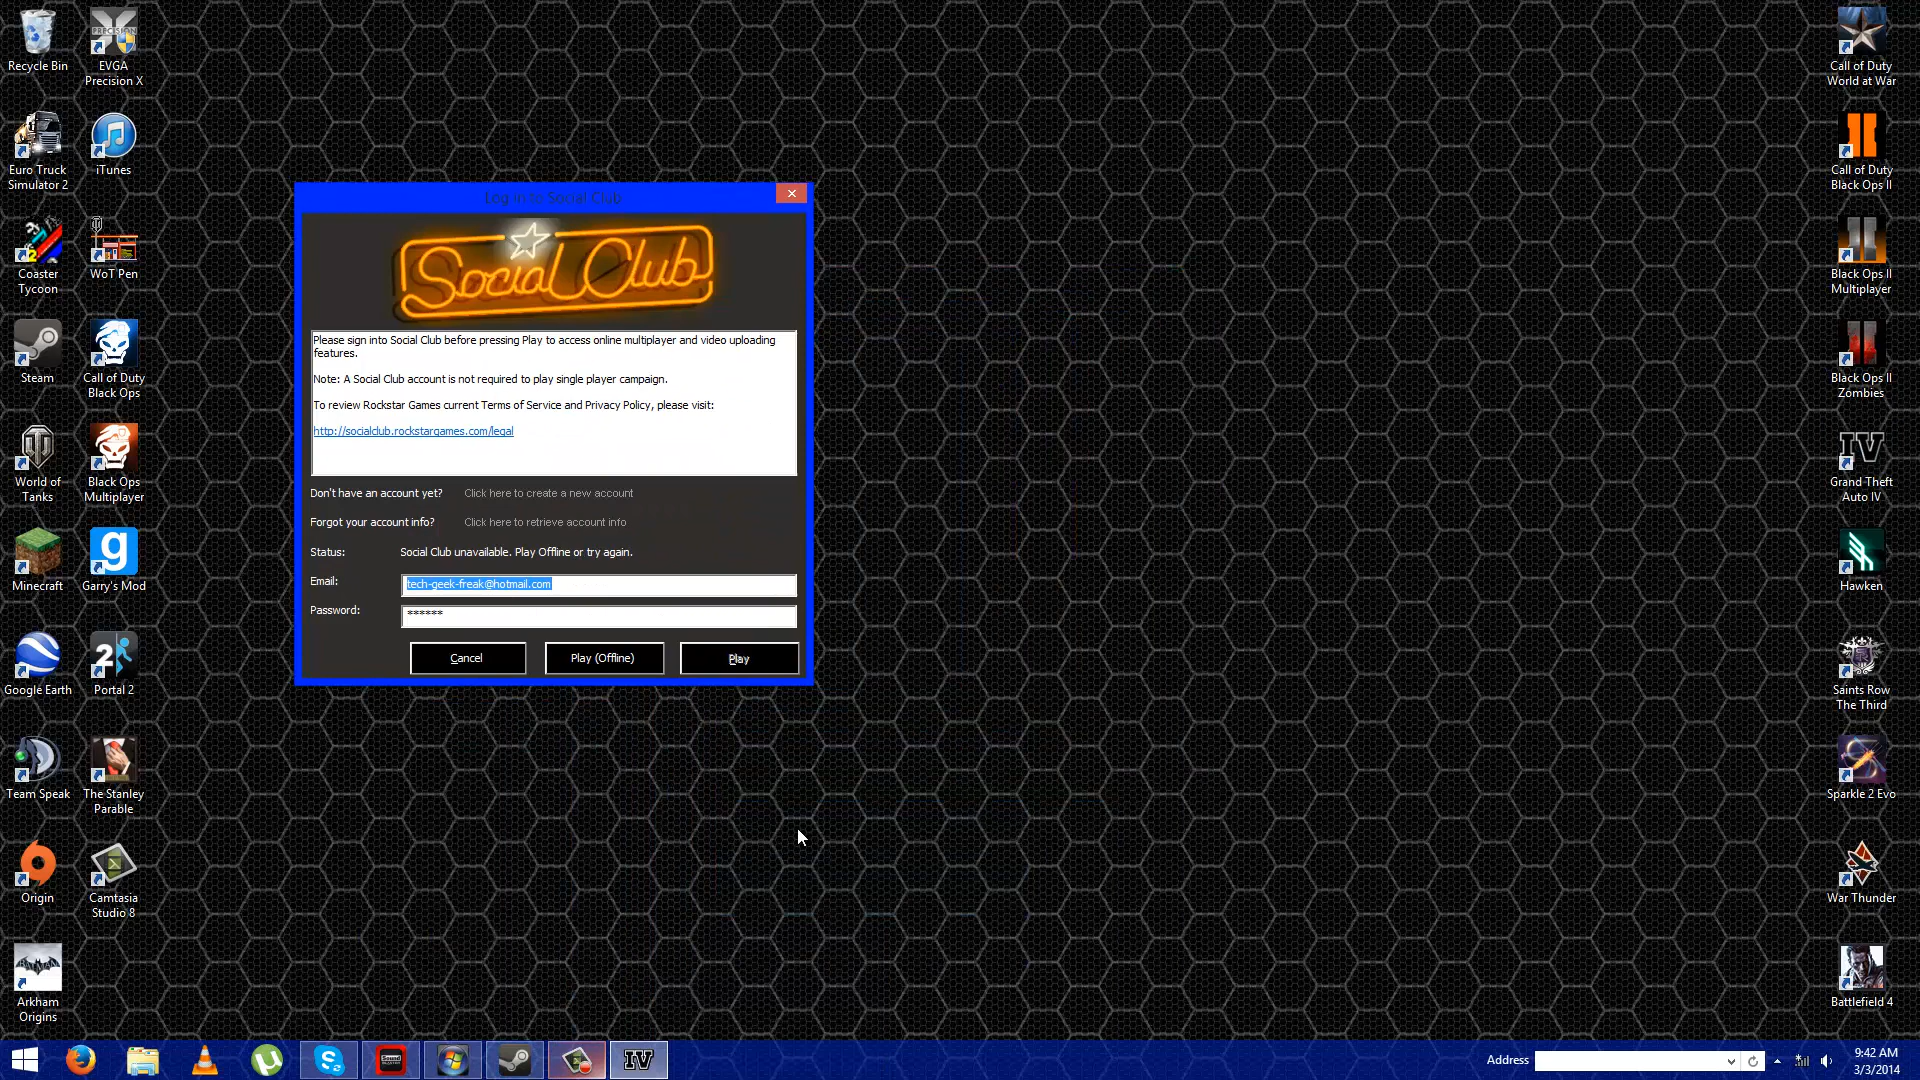 Recycle Bin
EVGA
Precision X
PRECISION
Euro Truck
Simulator 2
iTunes
Coaster
Tycoon
WoT Pen
Steam
Call of Duty
Black Ops
World of
Tanks
Black Ops
Multiplayer
Minecraft
Garry's Mod
Google Earth
Portal 2
Team Speak
The Stanley
Parable
Origin
Camtasia
Studio 8
Arkham
Origins
Log in to Social Club
Social Club
Please sign into Social Club before pressing Play to access online multiplayer and video uploading
features.
Note: A Social Club account is not required to play single player campaign.
To review Rockstar Games current Terms of Service and Privacy Policy, please visit:
http://socialclub.rockstargames.com/legal
Don't have an account yet? Click here to create a new account
Forgot your account info? Click here to retrieve account info
Status: Social Club unavailable. Play Offline or try again.
Email: tech-geek-freak@hotmail.com
Password: ******
Cancel Play (Offline) Play
Call of Duty
World at War
Call of Duty
Black Ops II
Black Ops II
Multiplayer
Black Ops II
Zombies
IV
Grand Theft
Auto IV
Hawken
Saints Row
The Third
Sparkle 2 Evo
War Thunder
Battlefield 4
IV
Address
9:42 AM
3/3/2014